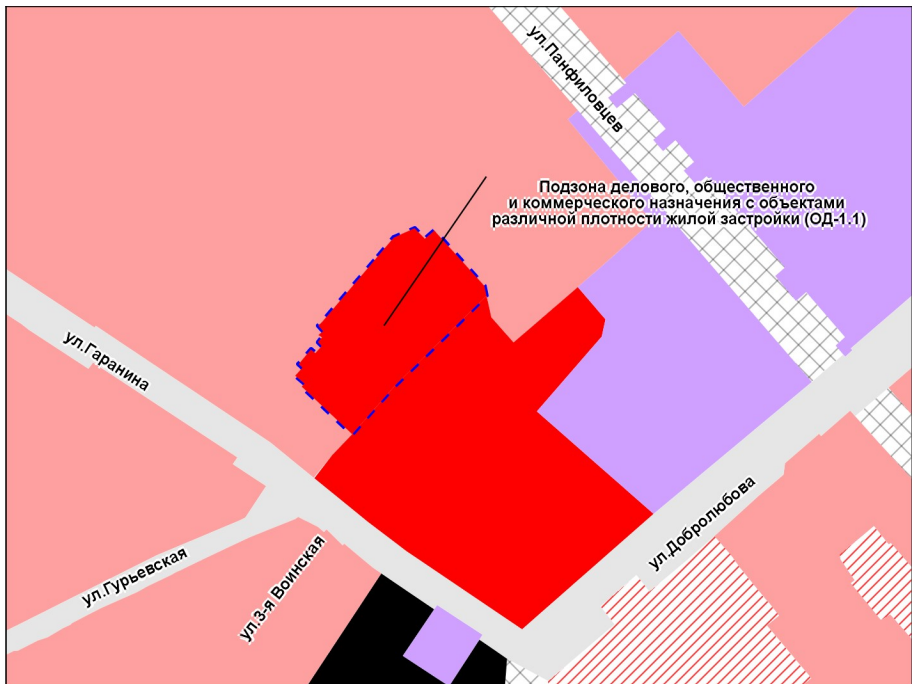 ул.Панфиловцев
Подзона делового, общественного
и коммерческого назначения с объектами
различной плотности жилой застройки (ОД-1.1)
ул.Гаранина
ул.Добролюбова
ул.Гурьевская
ул.3-я Воинская